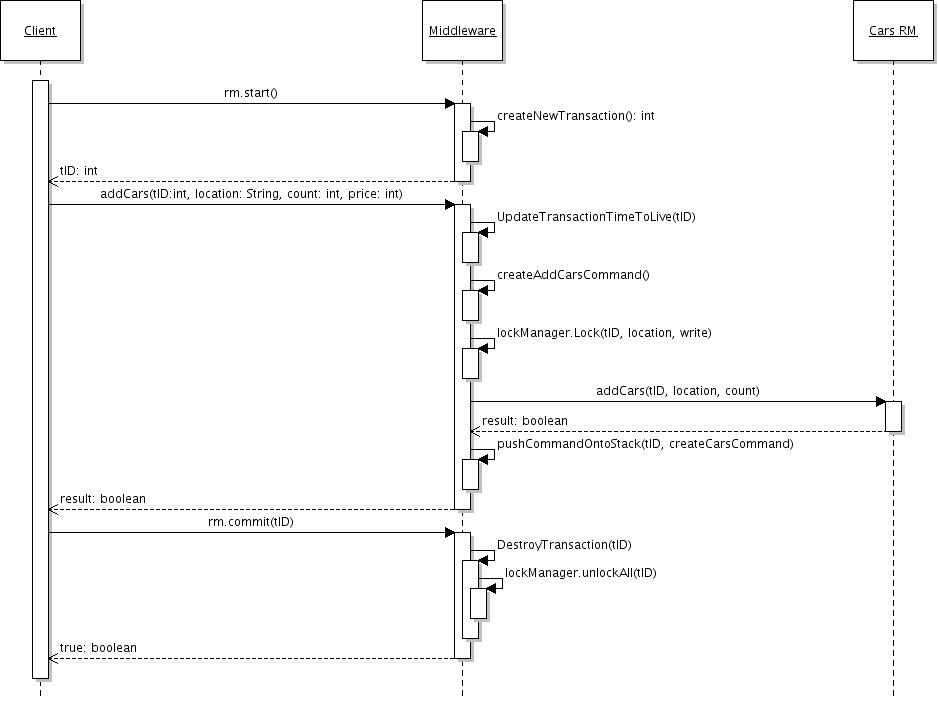 Client
Middleware
Cars RM
rm.start()
createNewTransaction(): int
tID: int
addCars(tID:int, location: String, count: int, price: int)
UpdateTransactionTimeToLive(tID)
createAddCarsCommand()
lockManager.Lock(tID, location, write)
addCars(tID, location, count)
result: boolean
pushCommandOntoStack(tID, createCarsCommand)
result: boolean
rm.commit(tID)
DestroyTransaction(tID)
lockManager.unlockAll(tID)
true: boolean